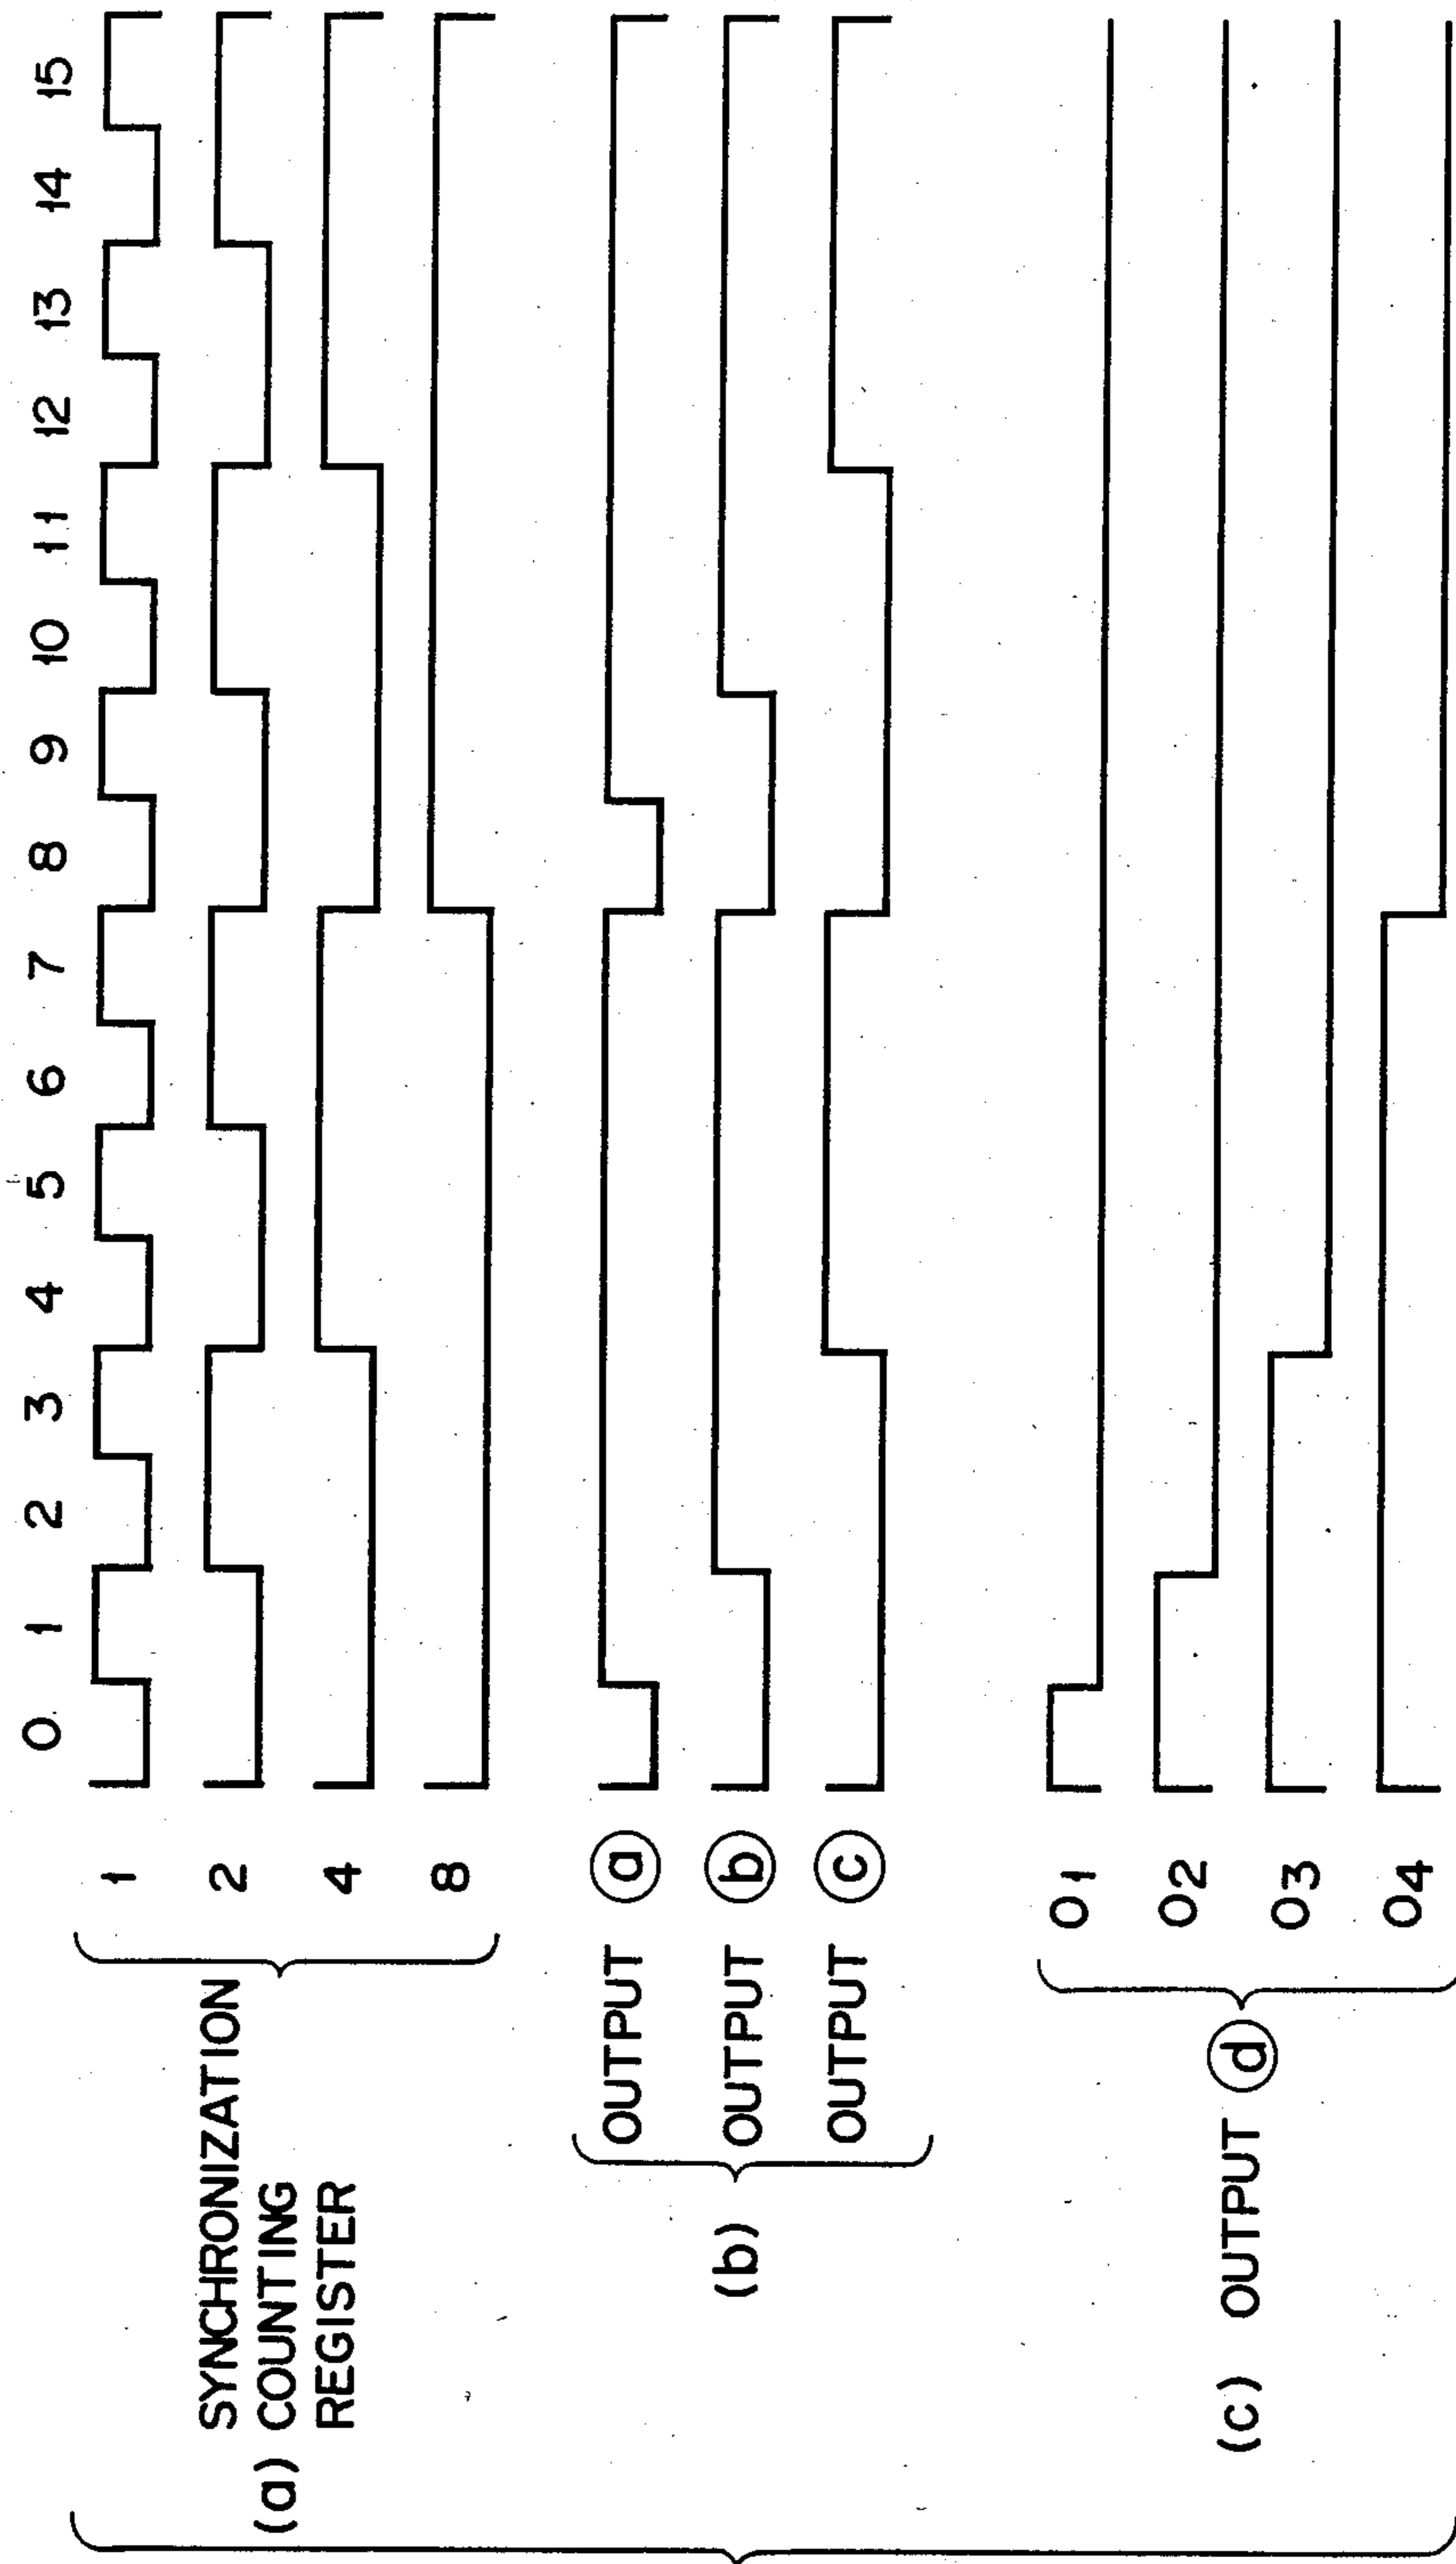 0 1 2 3 4 5 6 7 8 9 10 11 12 13 14 15
SYNCHRONIZATION
(a) COUNTING
REGISTER
1
2
4
8
(b)
OUTPUT a
OUTPUT b
OUTPUT c
(c) OUTPUT d
O1
O2
O3
O4